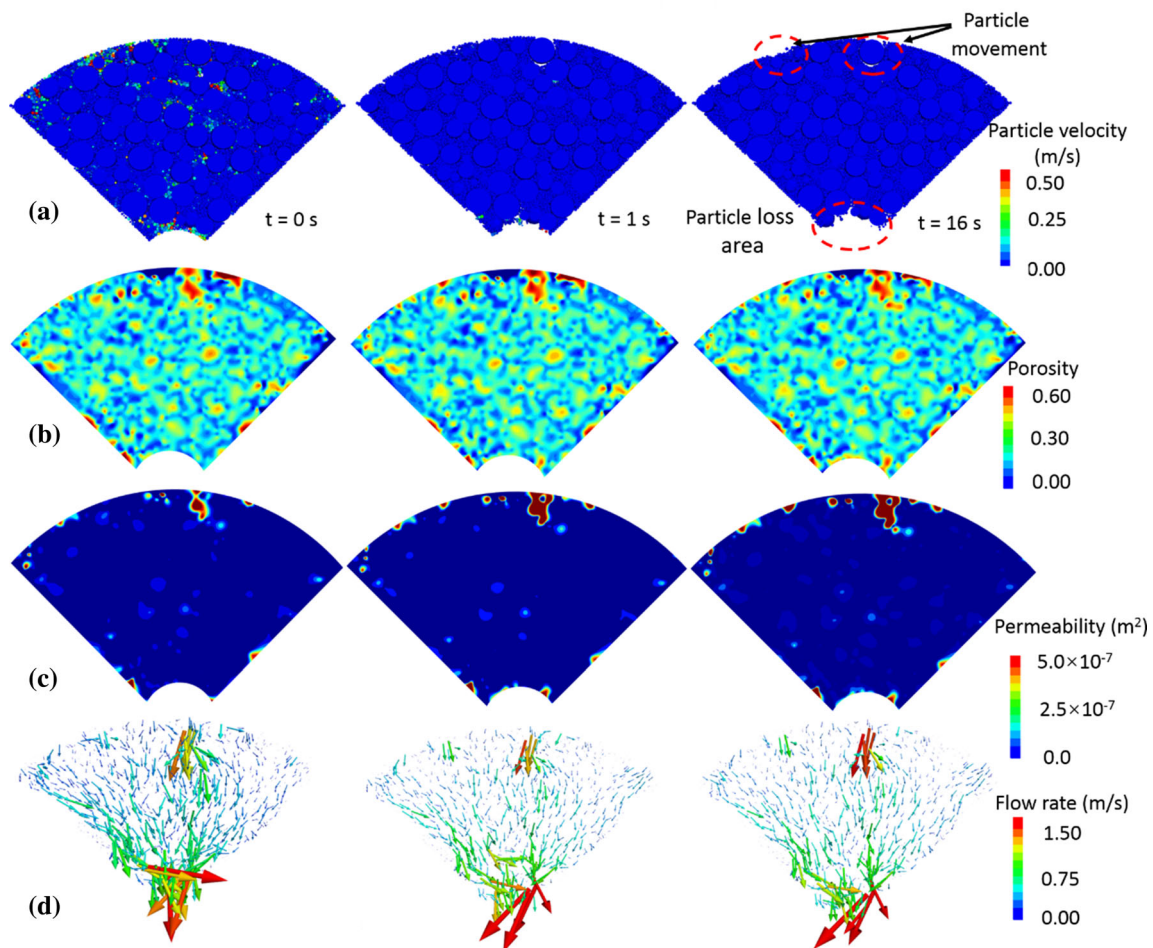 Particle
movement
Particle velocity
(m/s)
0.50
0.25
0.00
(a)
t = 0 s
t = 1 s
Particle loss
area
t = 16 s
Porosity
0.60
0.30
0.00
(b)
Permeability (m²)
5.0×10⁻⁷
2.5×10⁻⁷
0.0
(c)
Flow rate (m/s)
1.50
0.75
0.00
(d)